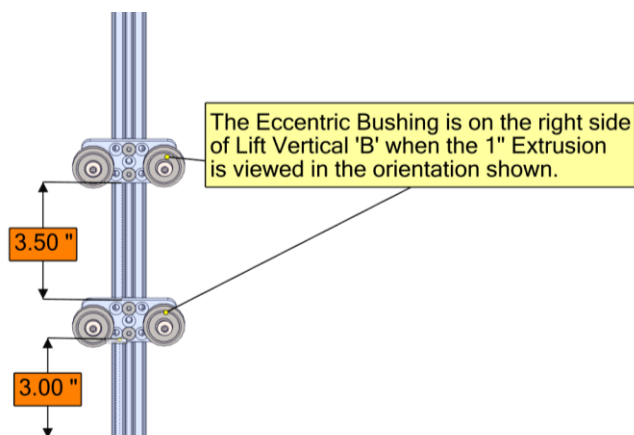 The Eccentric Bushing is on the right side
of Lift Vertical 'B' when the 1" Extrusion
is viewed in the orientation shown.
3.50 "
3.00 "